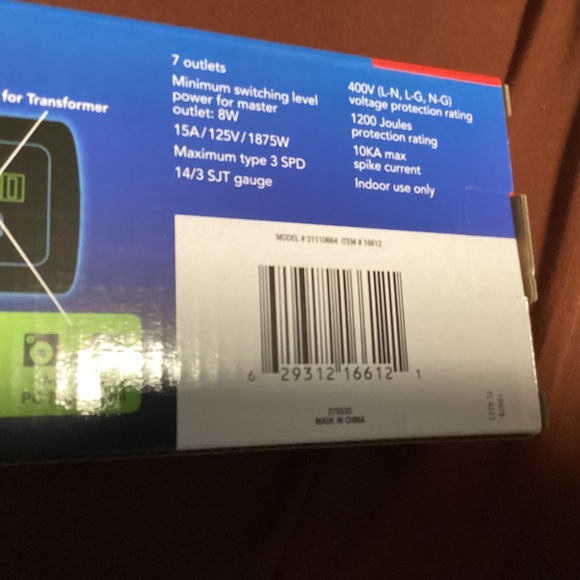 for Transformer
7 outlets
Minimum switching level
power for master
outlet: 8W
15A/125V/1875W
Maximum type 3 SPD
14/3 SJT gauge
400V (L-N, L-G, N-G)
voltage protection rating
1200 Joules
protection rating
10KA max
spike current
Indoor use only
MODEL # 31110664 ITEM # 16612
6 29312 16612 1
275535
MADE IN CHINA